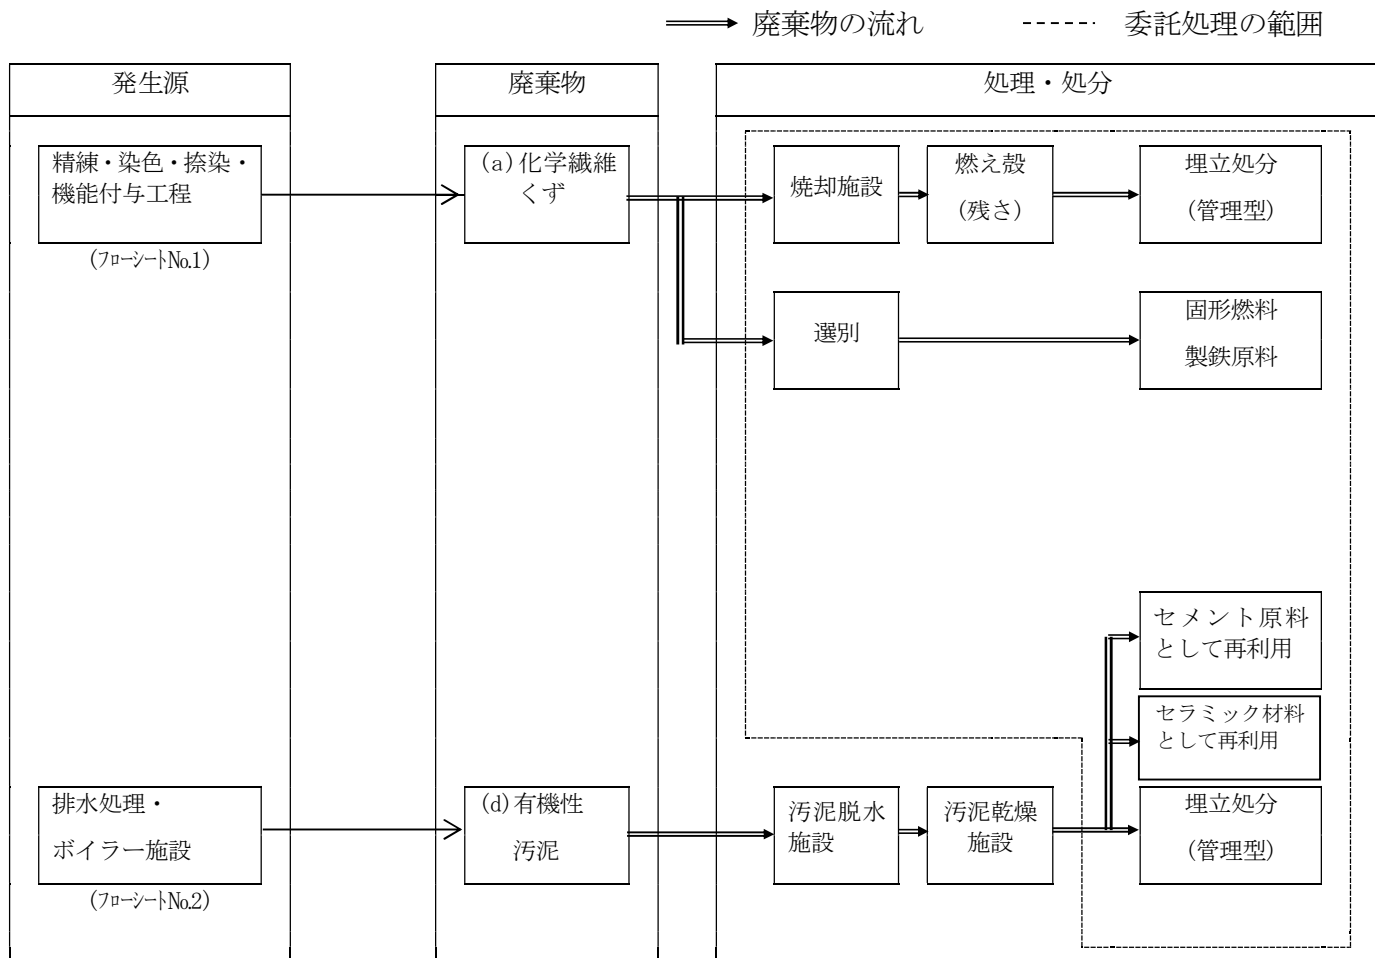 廃棄物の流れ
委託処理の範囲
発生源
廃棄物
処理・処分
精練・染色・捺染・
機能付与工程
(ﾌﾛｰｼｰﾄ№1)
(a)化学繊維
くず
焼却施設
燃え殻
(残さ)
埋立処分
(管理型)
選別
固形燃料
製鉄原料
セメント原料
として再利用
セラミック材料
として再利用
排水処理・
ボイラー施設
(ﾌﾛｰｼｰﾄ№2)
(d)有機性
汚泥
汚泥脱水
施設
汚泥乾燥
施設
埋立処分
(管理型)